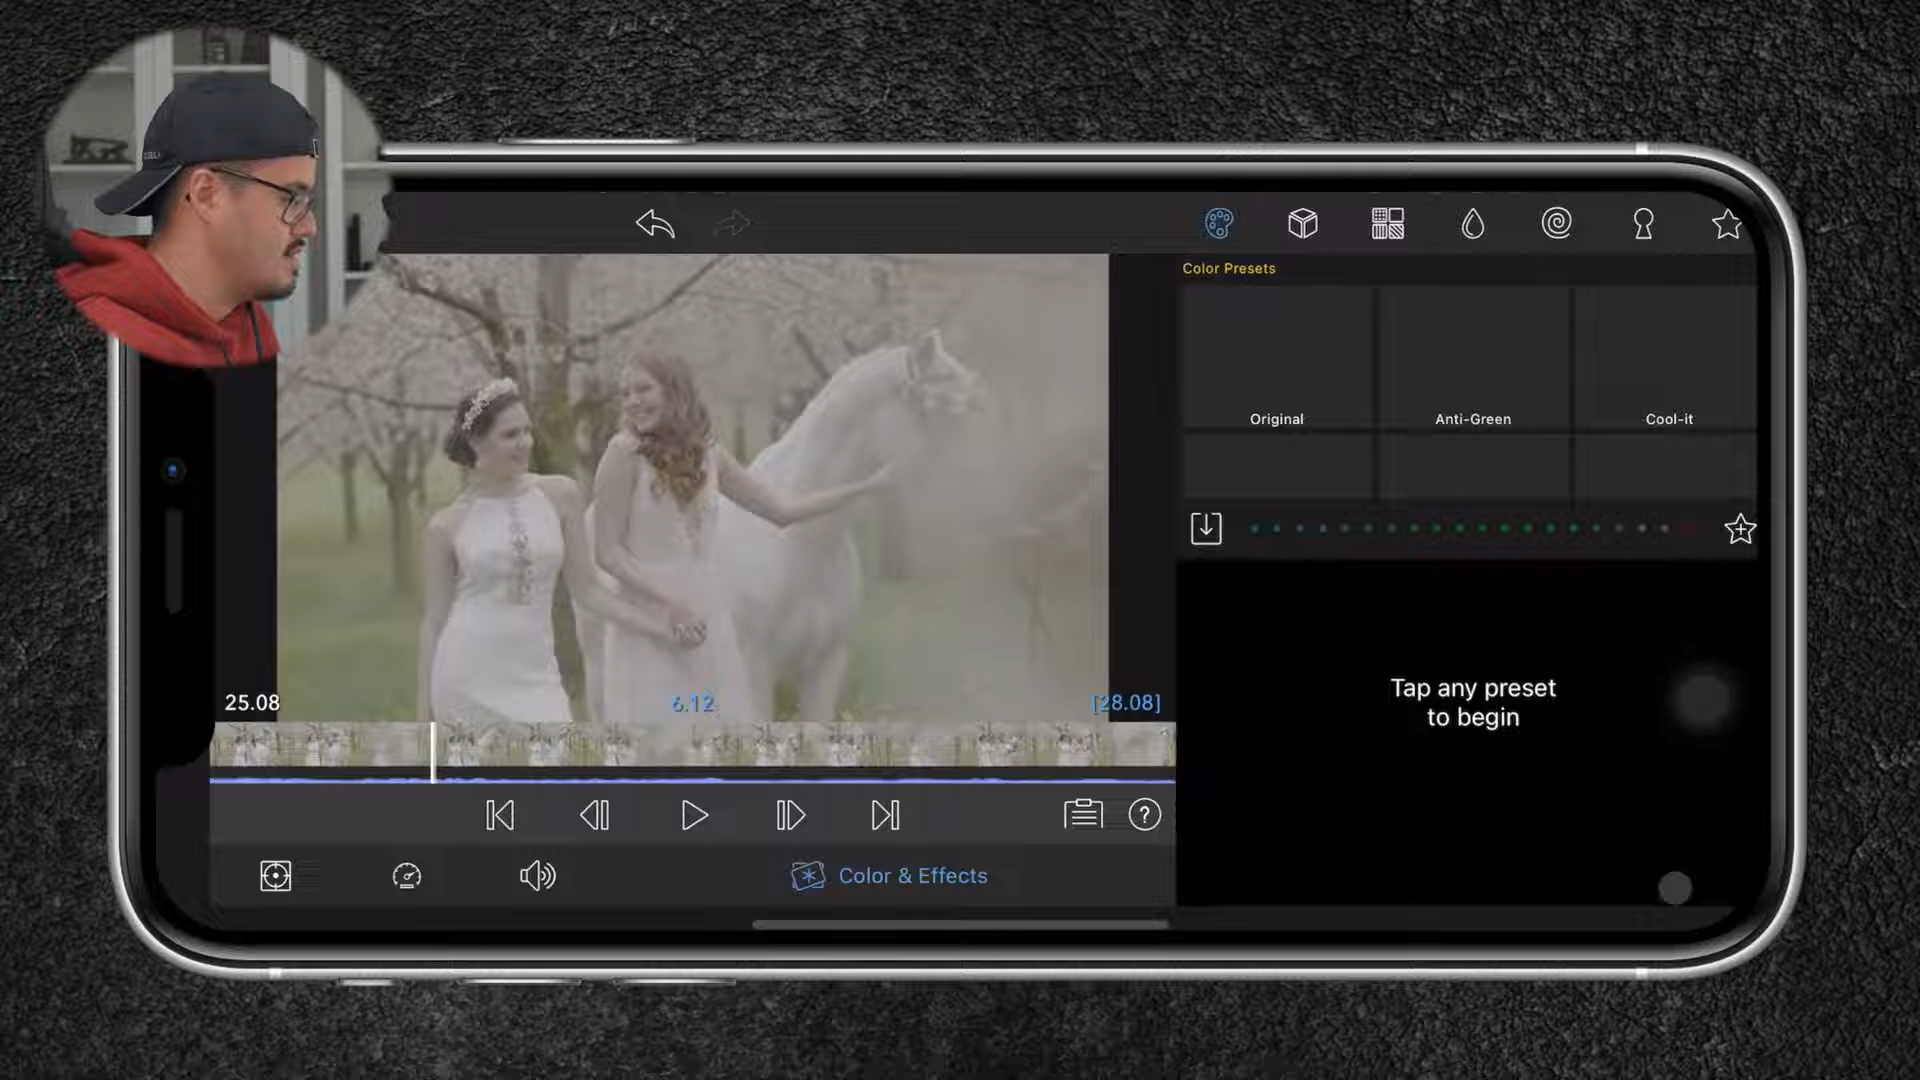 Color Presets
Original
Anti-Green
Cool-it
Tap any preset
to begin
25.08
6.12
[28.08]
?
Color & Effects